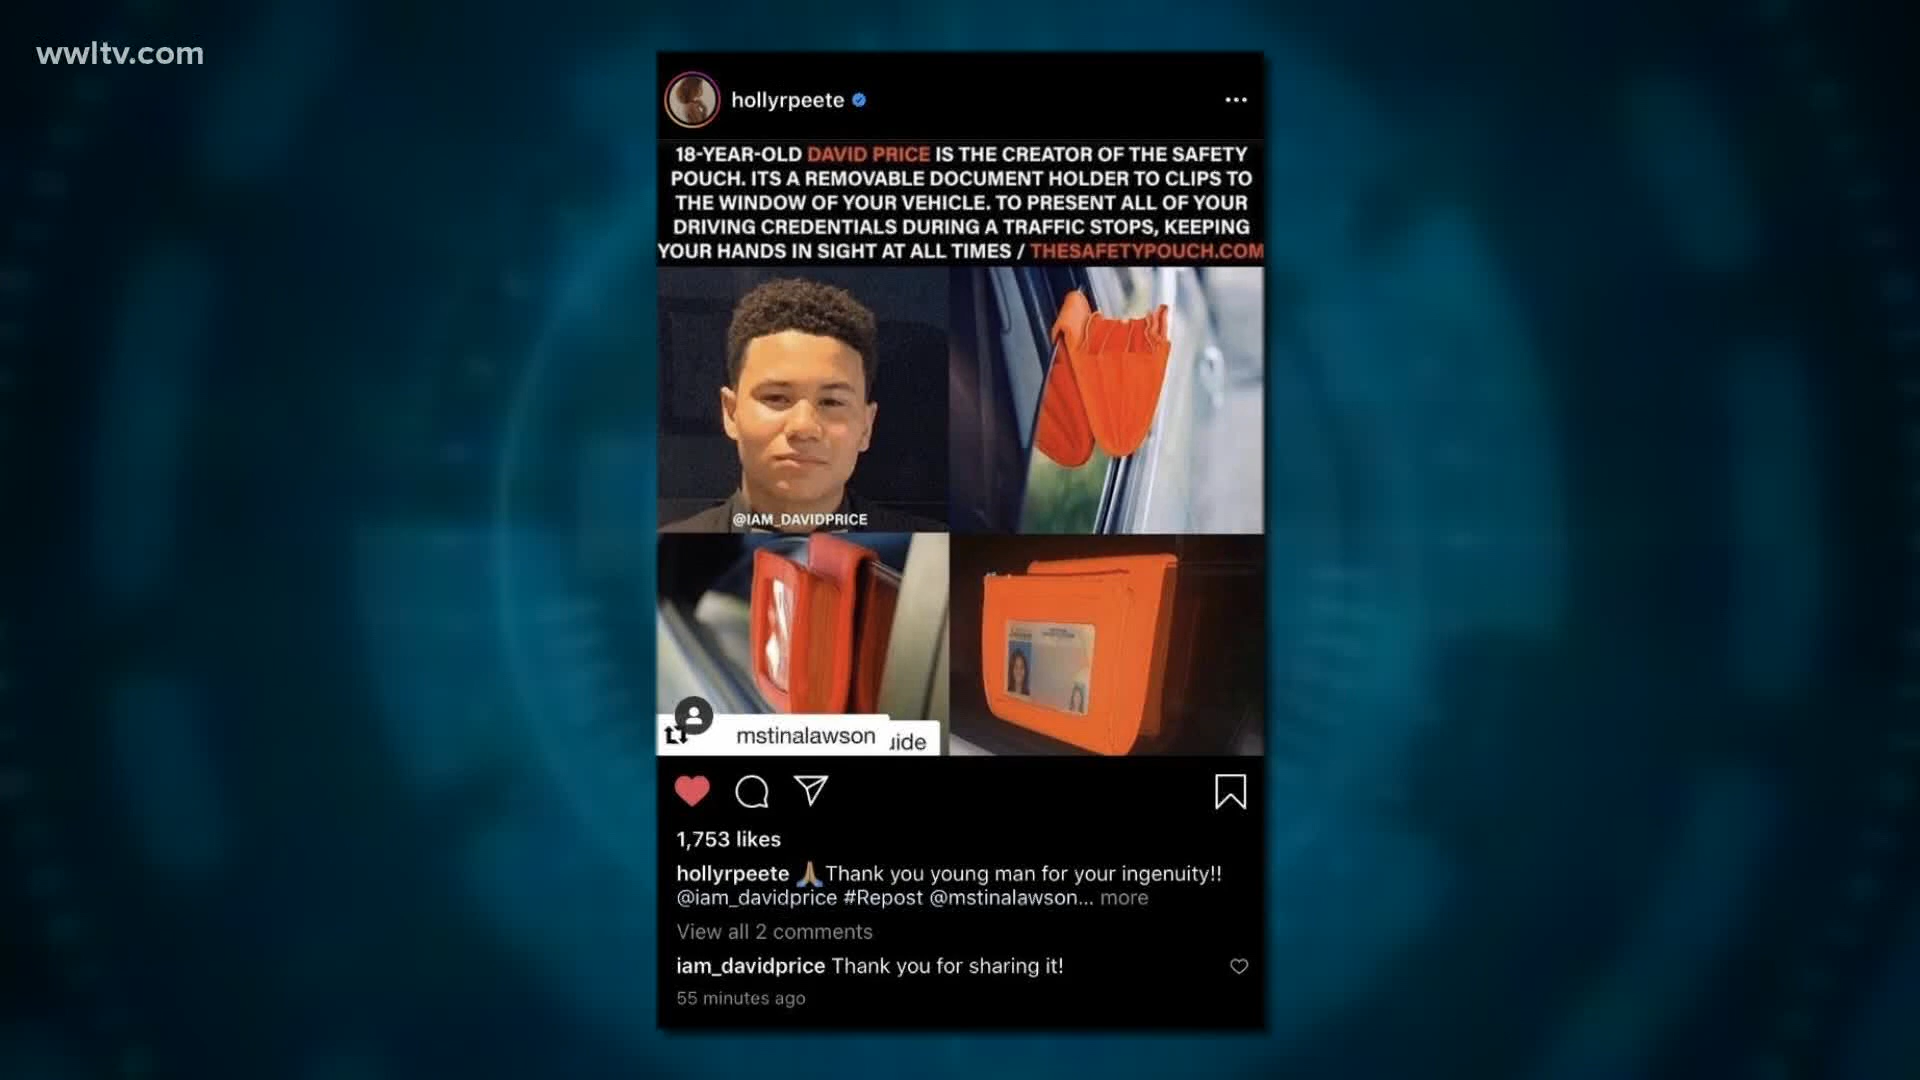 wwltv.com
hollyrpeete
18-YEAR-OLD DAVID PRICE IS THE CREATOR OF THE SAFETY
POUCH. ITS A REMOVABLE DOCUMENT HOLDER TO CLIPS TO
THE WINDOW OF YOUR VEHICLE. TO PRESENT ALL OF YOUR
DRIVING CREDENTIALS DURING A TRAFFIC STOPS, KEEPING
YOUR HANDS IN SIGHT AT ALL TIMES / THESAFETYPOUCH.COM
@IAM_DAVIDPRICE
mstinalawson
1,753 likes
hollyrpeete 🙏🏽Thank you young man for your ingenuity!!
@iam_davidprice #Repost @mstinalawson... more
View all 2 comments
iam_davidprice Thank you for sharing it!
55 minutes ago